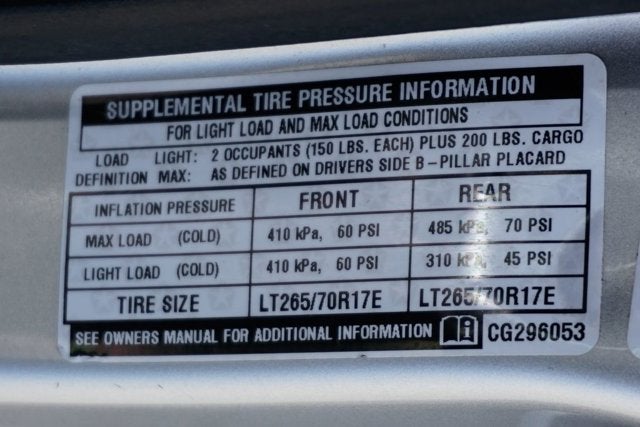 SUPPLEMENTAL TIRE PRESSURE INFORMATION
FOR LIGHT LOAD AND MAX LOAD CONDITIONS
LOAD LIGHT: 2 OCCUPANTS (150 LBS. EACH) PLUS 200 LBS. CARGO
DEFINITION MAX: AS DEFINED ON DRIVERS SIDE B-PILLAR PLACARD
INFLATION PRESSURE FRONT REAR
MAX LOAD (COLD) 410 kPa, 60 PSI 485 kPa, 70 PSI
LIGHT LOAD (COLD) 410 kPa, 60 PSI 310 kPa, 45 PSI
TIRE SIZE LT265/70R17E LT265/70R17E
SEE OWNERS MANUAL FOR ADDITIONAL INFORMATION CG296053